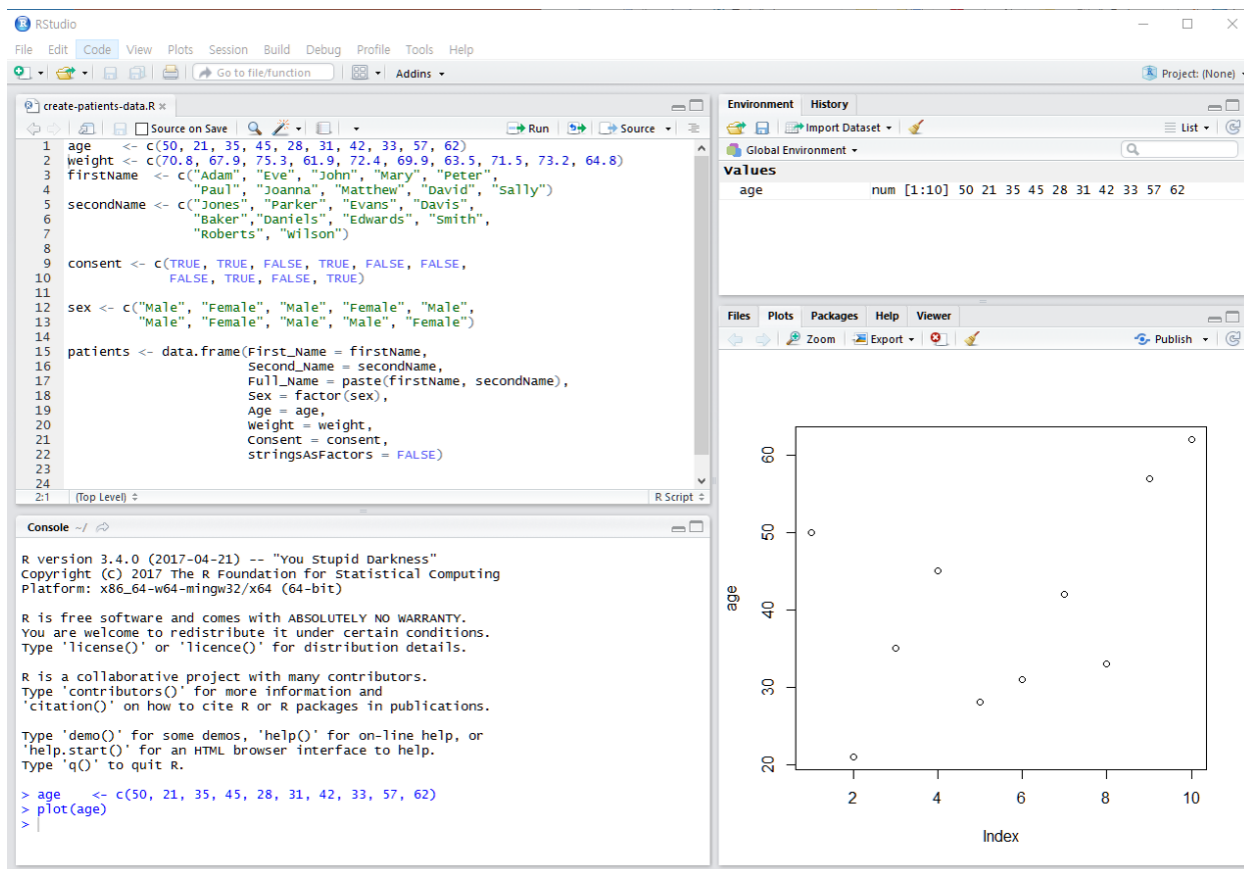 RStudio
File Edit Code View Plots Session Build Debug Profile Tools Help
Go to file/function Addins Project: (None)
create-patients-data.R
Source on Save Run Source
1 age    <- c(50, 21, 35, 45, 28, 31, 42, 33, 57, 62)
2 weight <- c(70.8, 67.9, 75.3, 61.9, 72.4, 69.9, 63.5, 71.5, 73.2, 64.8)
3 firstName  <- c("Adam", "Eve", "John", "Mary", "Peter",
4                 "Paul", "Joanna", "Matthew", "David", "Sally")
5 secondName <- c("Jones", "Parker", "Evans", "Davis",
6                 "Baker","Daniels", "Edwards", "Smith",
7                 "Roberts", "Wilson")
8
9 consent <- c(TRUE, TRUE, FALSE, TRUE, FALSE, FALSE,
10              FALSE, TRUE, FALSE, TRUE)
11
12 sex <- c("Male", "Female", "Male", "Female", "Male",
13          "Male", "Female", "Male", "Male", "Female")
14
15 patients <- data.frame(First_Name = firstName,
16                        Second_Name = secondName,
17                        Full_Name = paste(firstName, secondName),
18                        Sex = factor(sex),
19                        Age = age,
20                        Weight = weight,
21                        Consent = consent,
22                        stringsAsFactors = FALSE)
23
24
2:1 (Top Level) R Script
Console ~/
R version 3.4.0 (2017-04-21) -- "You Stupid Darkness"
Copyright (C) 2017 The R Foundation for Statistical Computing
Platform: x86_64-w64-mingw32/x64 (64-bit)
R is free software and comes with ABSOLUTELY NO WARRANTY.
You are welcome to redistribute it under certain conditions.
Type 'license()' or 'licence()' for distribution details.
R is a collaborative project with many contributors.
Type 'contributors()' for more information and
'citation()' on how to cite R or R packages in publications.
Type 'demo()' for some demos, 'help()' for on-line help, or
'help.start()' for an HTML browser interface to help.
Type 'q()' to quit R.
> age    <- c(50, 21, 35, 45, 28, 31, 42, 33, 57, 62)
> plot(age)
>
Environment History
Import Dataset List
Global Environment
Values
age num [1:10] 50 21 35 45 28 31 42 33 57 62
Files Plots Packages Help Viewer
Zoom Export Publish
60
50
40
30
20
age
2 4 6 8 10
Index